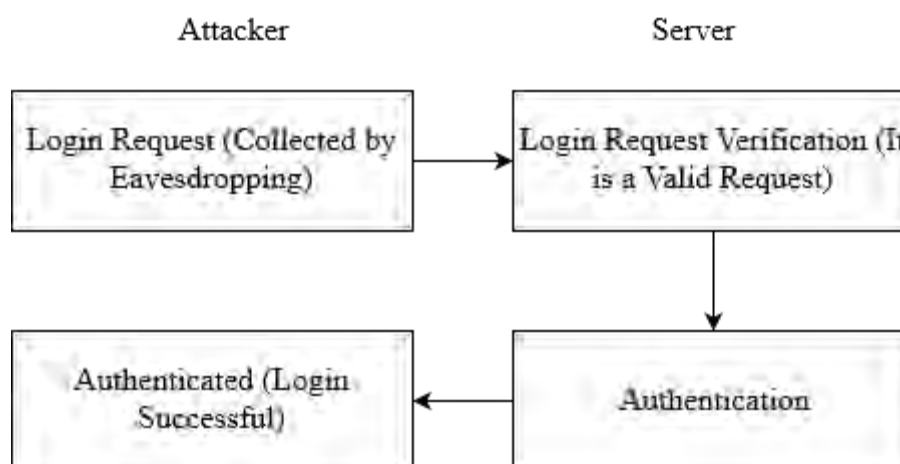 Attacker
Server
Login Request (Collected by
Eavesdropping)
Login Request Verification (It
is a Valid Request)
Authenticated (Login
Successful)
Authentication